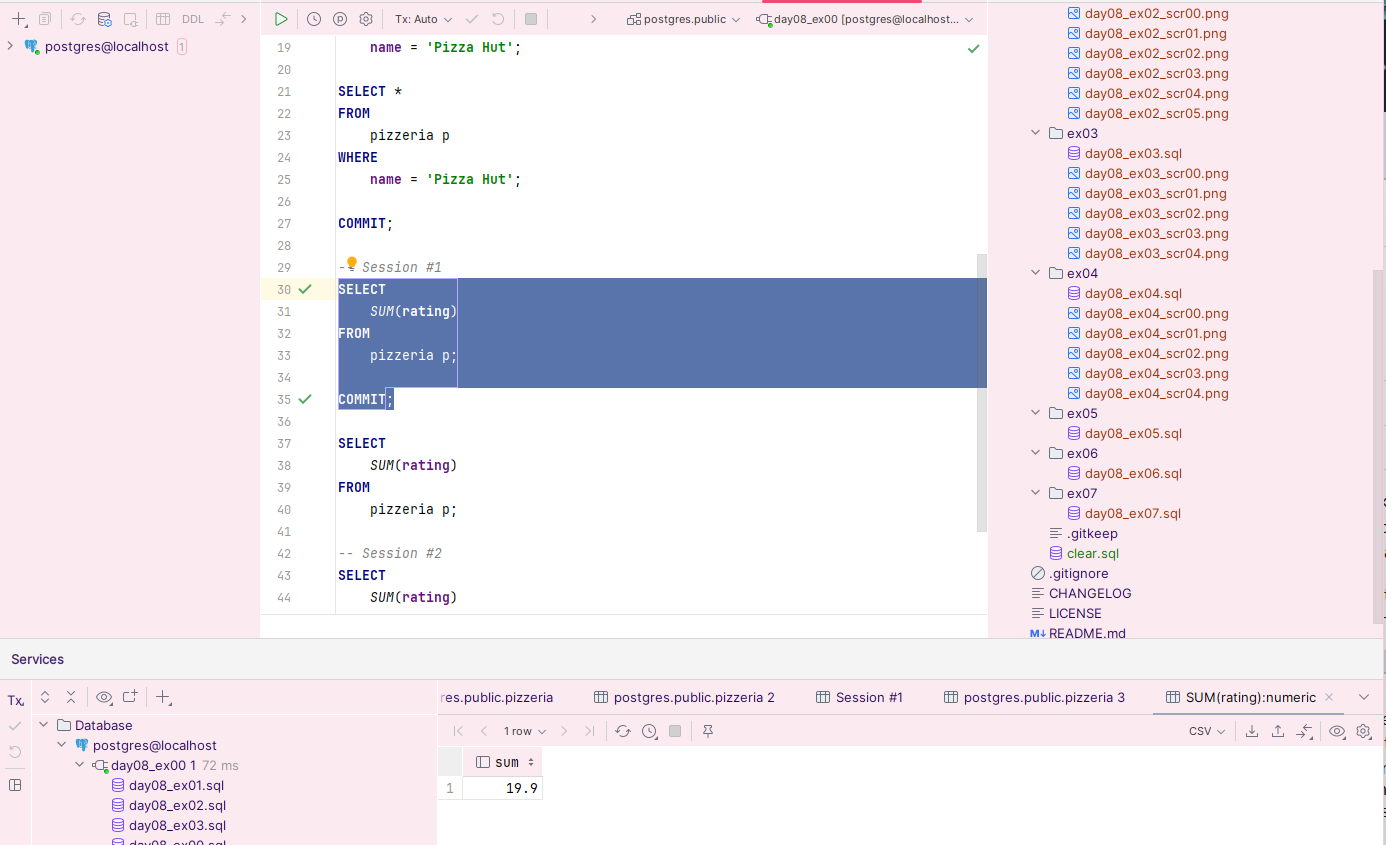 DDL
Tx: Auto
postgres.public
day08_ex00 [postgres@localhost...
postgres@localhost 1
19 name = 'Pizza Hut';
20
21 SELECT *
22 FROM
23 pizzeria p
24 WHERE
25 name = 'Pizza Hut';
26
27 COMMIT;
28
29 -- Session #1
30 SELECT
31 SUM(rating)
32 FROM
33 pizzeria p;
34
35 COMMIT;
36
37 SELECT
38 SUM(rating)
39 FROM
40 pizzeria p;
41
42 -- Session #2
43 SELECT
44 SUM(rating)
day08_ex02_scr00.png
day08_ex02_scr01.png
day08_ex02_scr02.png
day08_ex02_scr03.png
day08_ex02_scr04.png
day08_ex02_scr05.png
ex03
day08_ex03.sql
day08_ex03_scr00.png
day08_ex03_scr01.png
day08_ex03_scr02.png
day08_ex03_scr03.png
day08_ex03_scr04.png
ex04
day08_ex04.sql
day08_ex04_scr00.png
day08_ex04_scr01.png
day08_ex04_scr02.png
day08_ex04_scr03.png
day08_ex04_scr04.png
ex05
day08_ex05.sql
ex06
day08_ex06.sql
ex07
day08_ex07.sql
.gitkeep
clear.sql
.gitignore
CHANGELOG
LICENSE
M↓ README.md
Services
Tx
Database
postgres@localhost
day08_ex00 1 72 ms
day08_ex01.sql
day08_ex02.sql
day08_ex03.sql
day08_ex00.sql
res.public.pizzeria
postgres.public.pizzeria 2
Session #1
postgres.public.pizzeria 3
SUM(rating):numeric
1 row
CSV
sum
1 19.9